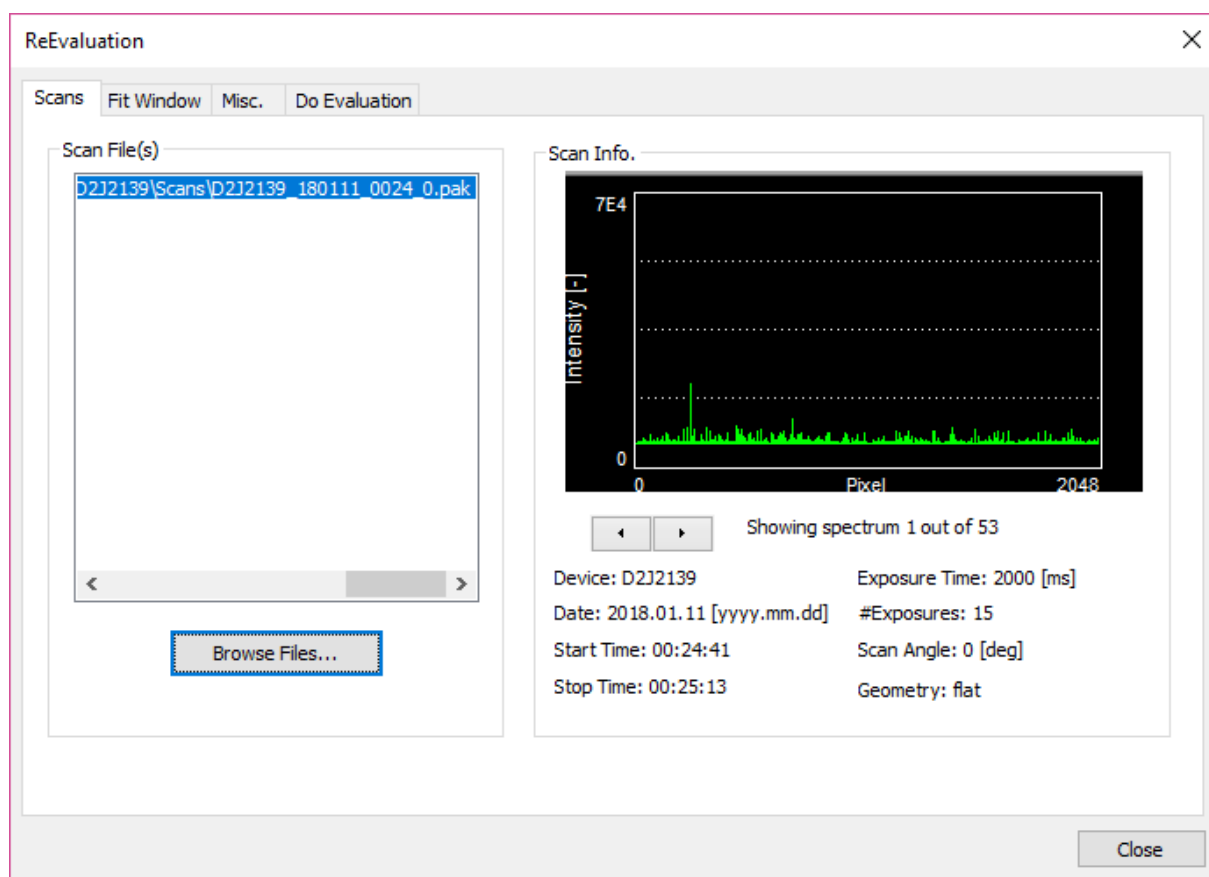 ReEvaluation
Scans Fit Window Misc. Do Evaluation
Scan File(s)
D2J2139\Scans\D2J2139_180111_0024_0.pak
Browse Files...
Scan Info.
7E4
Intensity [-]
0
0 Pixel 2048
Showing spectrum 1 out of 53
Device: D2J2139 Exposure Time: 2000 [ms]
Date: 2018.01.11 [yyyy.mm.dd] #Exposures: 15
Start Time: 00:24:41 Scan Angle: 0 [deg]
Stop Time: 00:25:13 Geometry: flat
Close